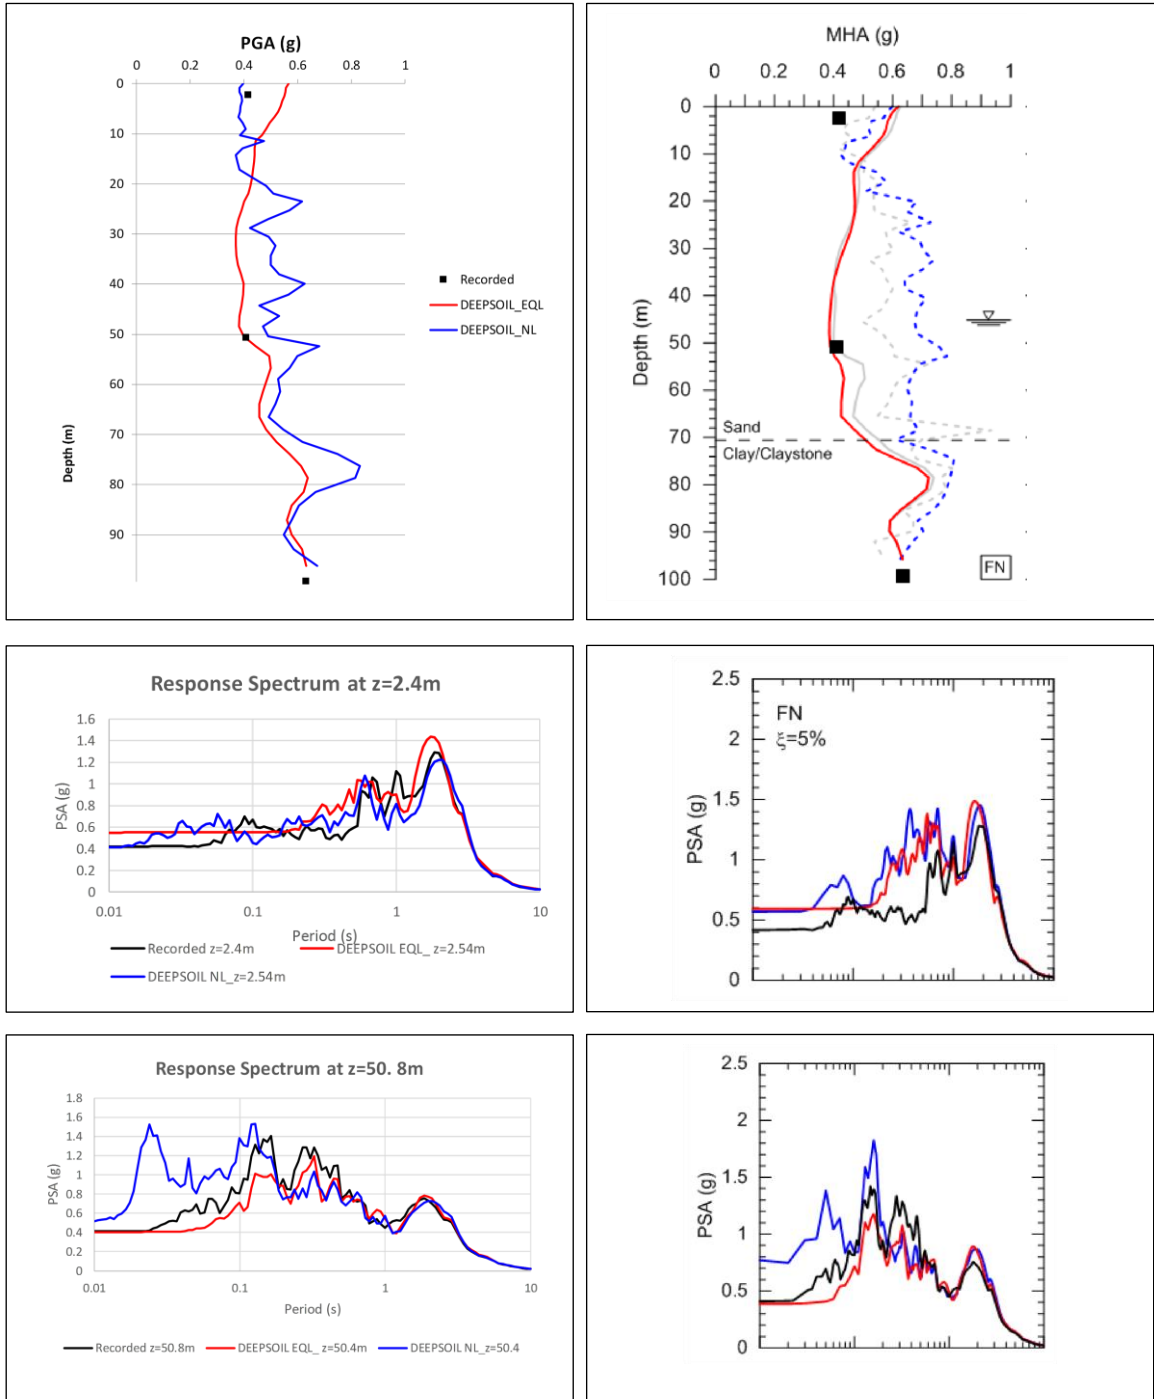 PGA (g)
0 0.2 0.4 0.6 0.8 1
0
10
20
30
40
50
60
70
80
90
Depth (m)
Recorded
DEEPSOIL_EQL
DEEPSOIL_NL
MHA (g)
0 0.2 0.4 0.6 0.8 1
0
10
20
30
40
50
60
70
80
90
100
Depth (m)
Sand
Clay/Claystone
FN
Response Spectrum at z=2.4m
1.6
1.4
1.2
1
0.8
0.6
0.4
0.2
0
PSA (g)
0.01 0.1 1 10
Period (s)
Recorded z=2.4m
DEEPSOIL EQL_ z=2.54m
DEEPSOIL NL_z=2.54m
2.5
2
1.5
1
0.5
0
PSA (g)
FN
ξ=5%
Response Spectrum at z=50. 8m
1.8
1.6
1.4
1.2
1
0.8
0.6
0.4
0.2
0
PSA (g)
0.01 0.1 1 10
Period (s)
Recorded z=50.8m
DEEPSOIL EQL_ z=50.4m
DEEPSOIL NL_z=50.4
2.5
2
1.5
1
0.5
0
PSA (g)